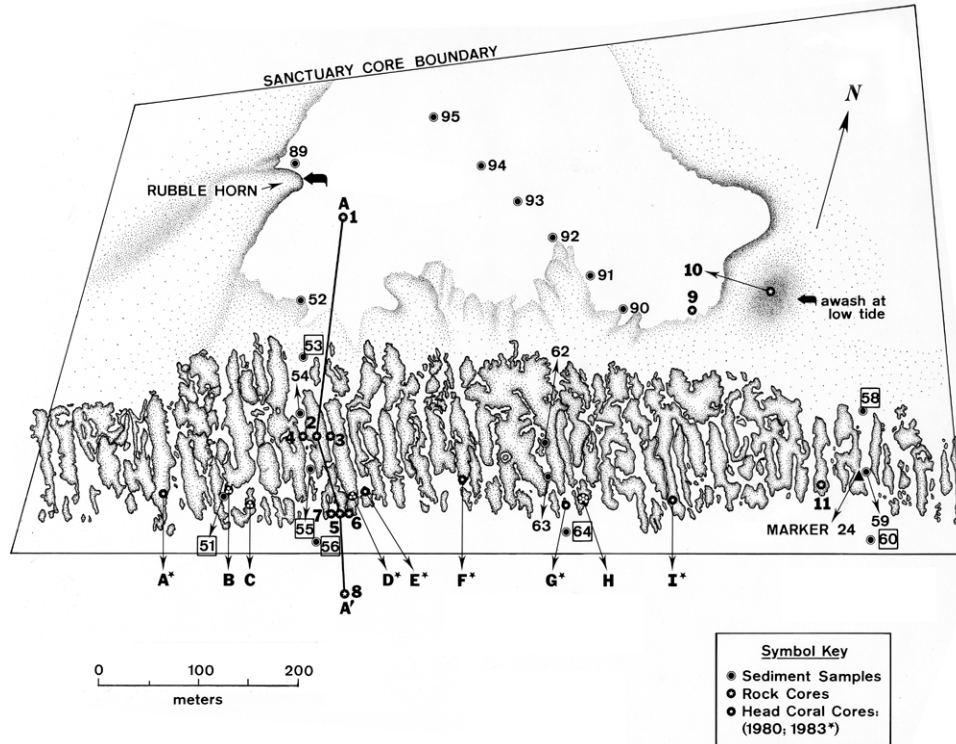 SANCTUARY CORE BOUNDARY
N
95
89
94
RUBBLE HORN
93
A
1
92
10
91
52
90
9
awash at
low tide
53
62
54
58
2
4
3
11
MARKER 24
7
5
6
55
63
64
59
51
56
60
A*
B
C
D*
E*
F*
G*
H
I*
8
A'
0
100
200
meters
Symbol Key
Sediment Samples
Rock Cores
Head Coral Cores:
(1980; 1983*)